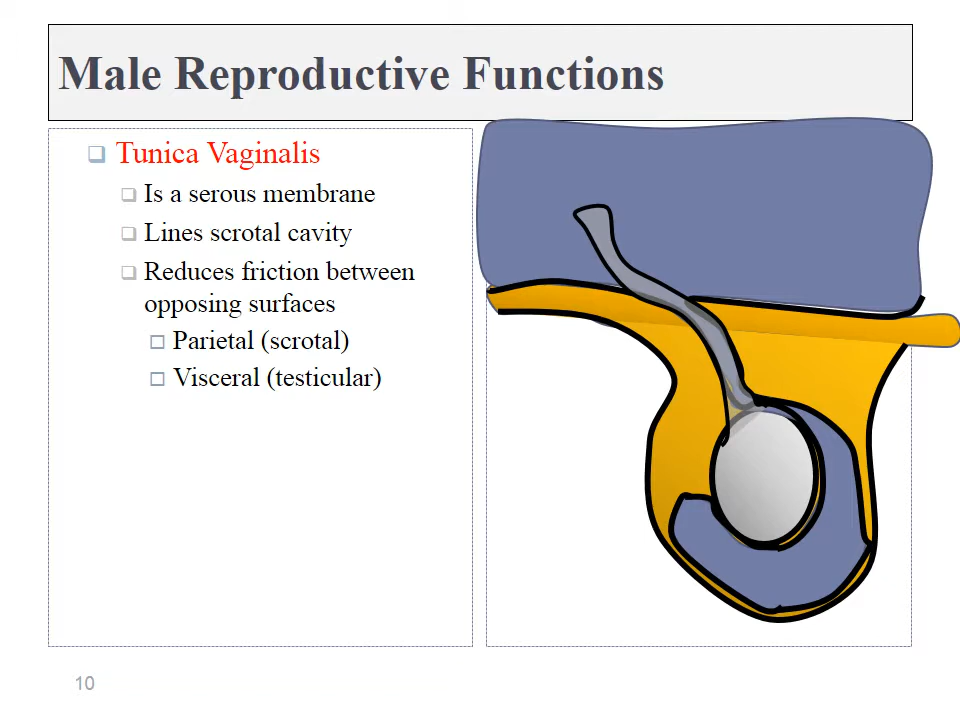 Male Reproductive Functions
Tunica Vaginalis
Is a serous membrane
Lines scrotal cavity
Reduces friction between
opposing surfaces
Parietal (scrotal)
Visceral (testicular)
10